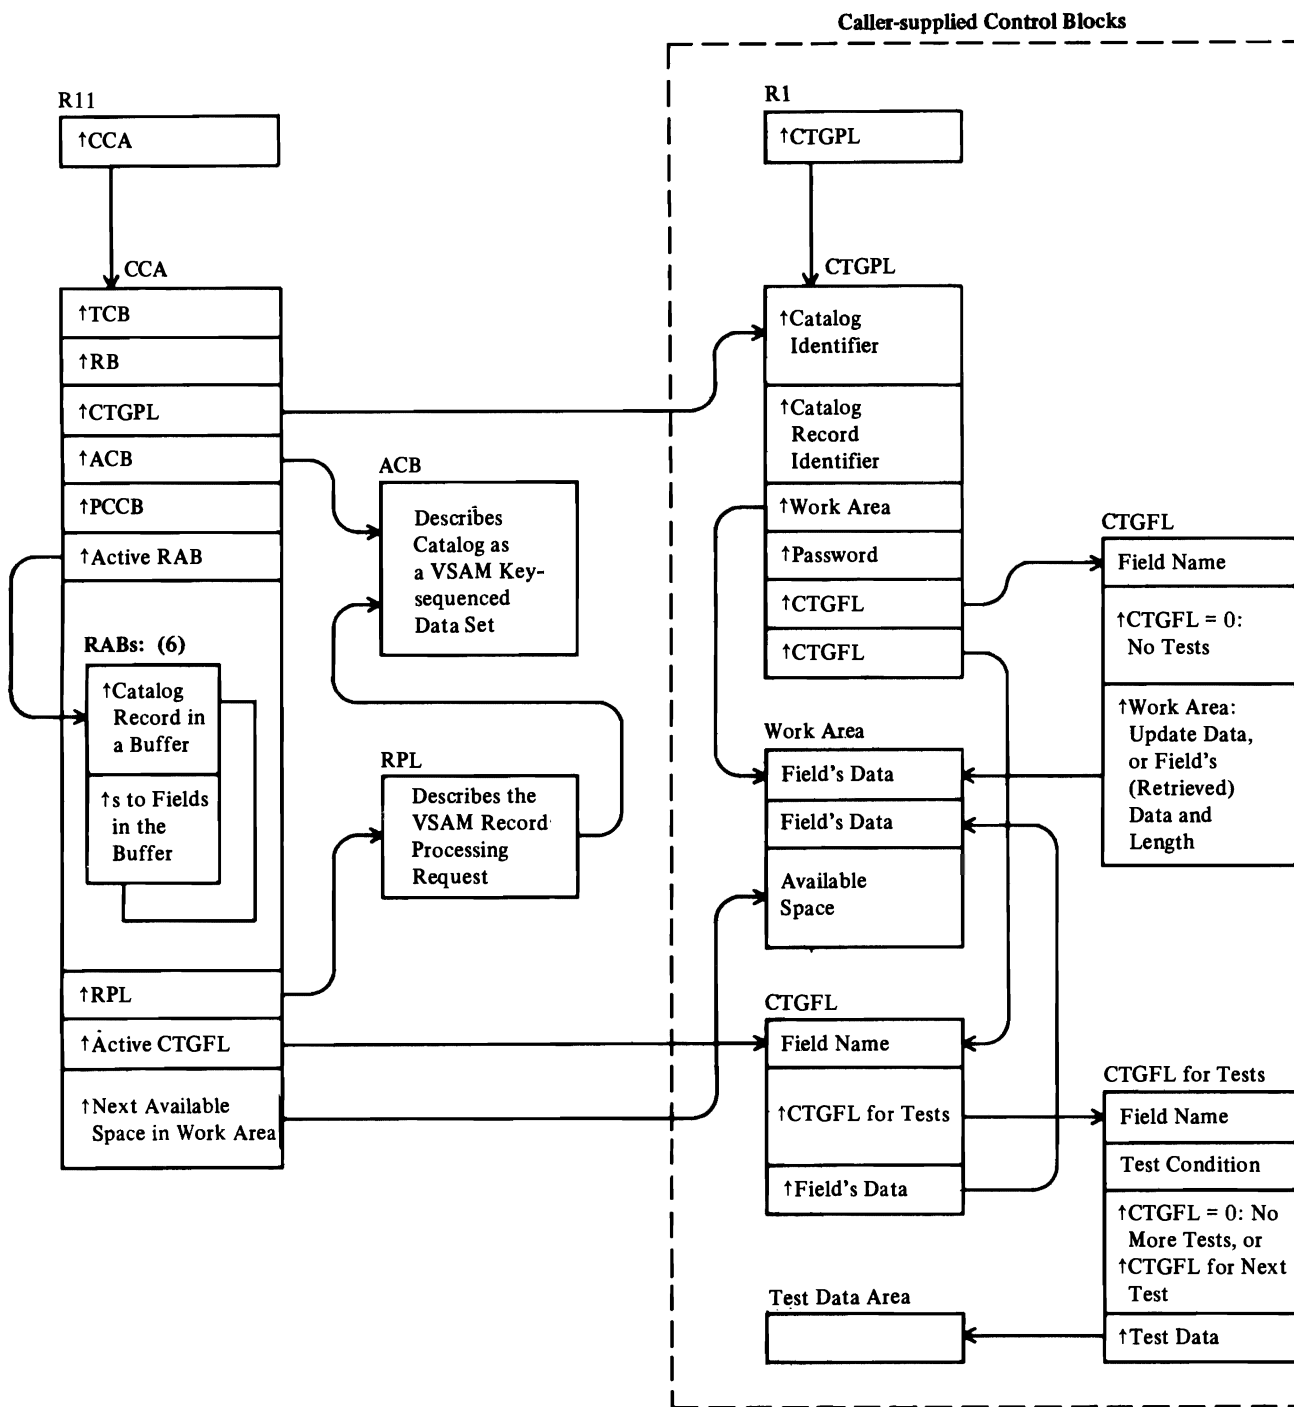 Caller-supplied Control Blocks
R11
↑CCA
CCA
↑TCB
↑RB
↑CTGPL
↑ACB
↑PCCB
↑Active RAB
RABs: (6)
↑Catalog
Record in
a Buffer
↑s to Fields
in the
Buffer
↑RPL
↑Active CTGFL
↑Next Available
Space in Work Area
ACB
Describes
Catalog as
a VSAM Key-
sequenced
Data Set
RPL
Describes the
VSAM Record
Processing
Request
R1
↑CTGPL
CTGPL
↑Catalog
Identifier
↑Catalog
Record
Identifier
↑Work Area
↑Password
↑CTGFL
↑CTGFL
Work Area
Field's Data
Field's Data
Available
Space
CTGFL
Field Name
↑CTGFL for Tests
↑Field's Data
Test Data Area
CTGFL
Field Name
↑CTGFL = 0:
No Tests
↑Work Area:
Update Data,
or Field's
(Retrieved)
Data and
Length
CTGFL for Tests
Field Name
Test Condition
↑CTGFL = 0: No
More Tests, or
↑CTGFL for Next
Test
↑Test Data